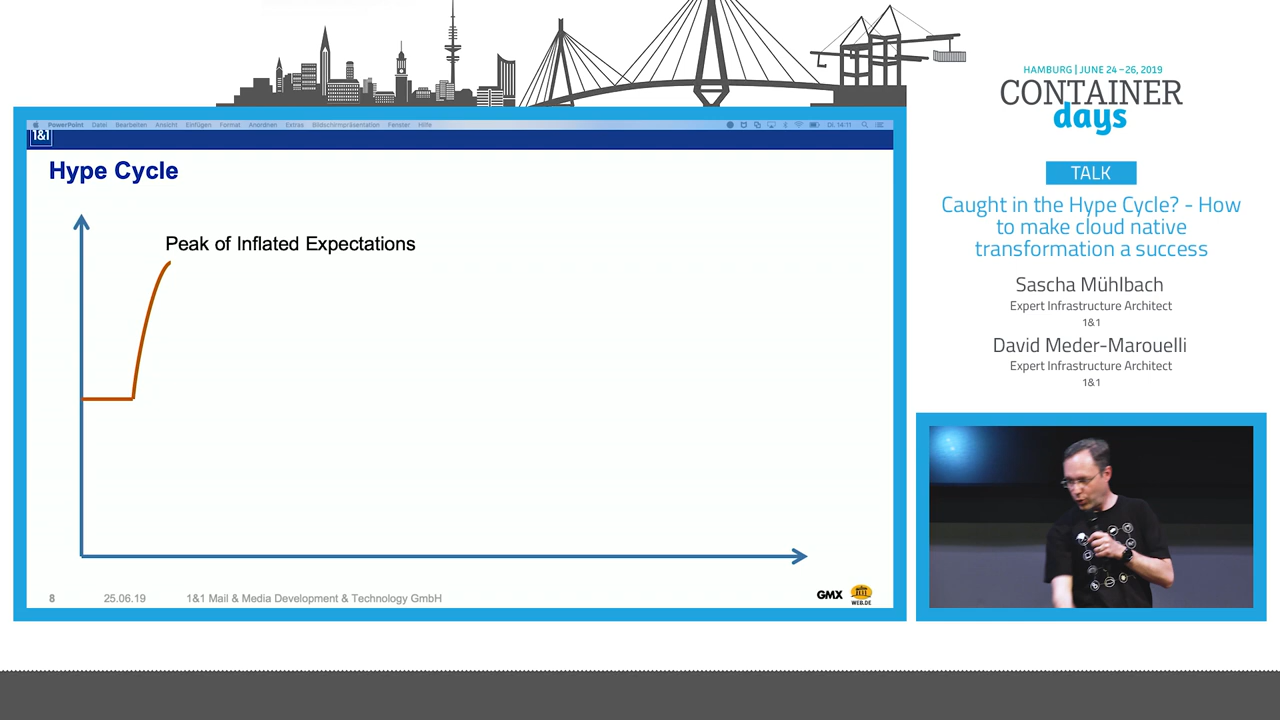 HAMBURG | JUNE 24 – 26, 2019
CONTAINER
days
TALK
Caught in the Hype Cycle? - How
to make cloud native
transformation a success
Sascha Mühlbach
Expert Infrastructure Architect
1&1
David Meder-Marouelli
Expert Infrastructure Architect
1&1
PowerPoint Datei Bearbeiten Ansicht Einfügen Format Anordnen Extras Bildschirmpräsentation Fenster Hilfe Di. 14:11
1&1
Hype Cycle
Peak of Inflated Expectations
8 25.06.19 1&1 Mail & Media Development & Technology GmbH
GMX WEB.DE